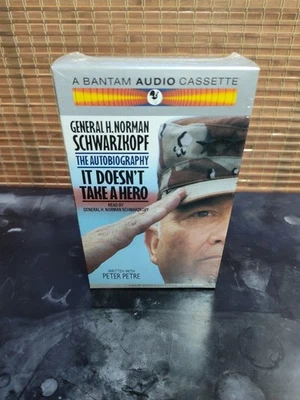 A BANTAM AUDIO CASSETTE
GENERAL H. NORMAN
SCHWARZKOPF
THE AUTOBIOGRAPHY
IT DOESN'T
TAKE A HERO
READ BY
GENERAL H. NORMAN SCHWARZKOPF
WRITTEN WITH
PETER PETRE